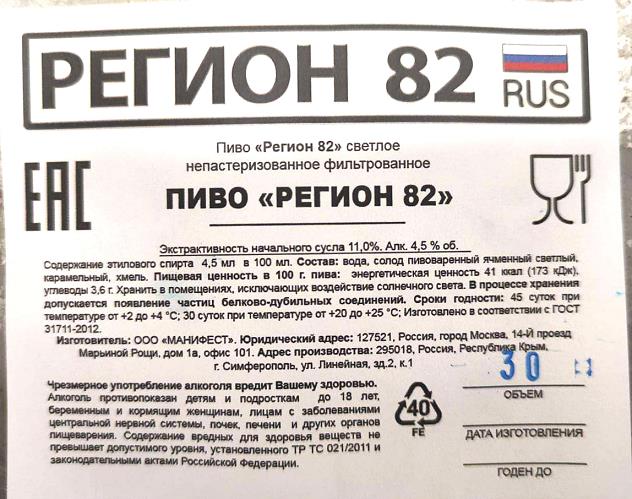 РЕГИОН 82
RUS
Пиво «Регион 82» светлое
непастеризованное фильтрованное
EAC
ПИВО «РЕГИОН 82»
Экстрактивность начального сусла 11,0%. Алк. 4,5 % об.
Содержание этилового спирта 4,5 мл в 100 мл. Состав: вода, солод пивоваренный ячменный светлый,
карамельный, хмель. Пищевая ценность в 100 г. пива: энергетическая ценность 41 ккал (173 кДж),
углеводы 3,6 г. Хранить в помещениях, исключающих воздействие солнечного света. В процессе хранения
допускается появление частиц белково-дубильных соединений. Сроки годности: 45 суток при
температуре от +2 до +4 °С; 30 суток при температуре от +20 до +25 °С; Изготовлено в соответствии с ГОСТ
31711-2012.
Изготовитель: ООО «МАНИФЕСТ». Юридический адрес: 127521, Россия, город Москва, 14-Й проезд
Марьиной Рощи, дом 1а, офис 101. Адрес производства: 295018, Россия, Республика Крым,
г. Симферополь, ул. Линейная, зд.2, к.1
30
ОБЪЕМ
Чрезмерное употребление алкоголя вредит Вашему здоровью.
Алкоголь противопоказан детям и подросткам до 18 лет,
беременным и кормящим женщинам, лицам с заболеваниями
центральной нервной системы, почек, печени и других органов
пищеварения. Содержание вредных для здоровья веществ не
превышает допустимого уровня, установленного ТР ТС 021/2011 и
законодательными актами Российской Федерации.
40
FE
ДАТА ИЗГОТОВЛЕНИЯ
ГОДЕН ДО